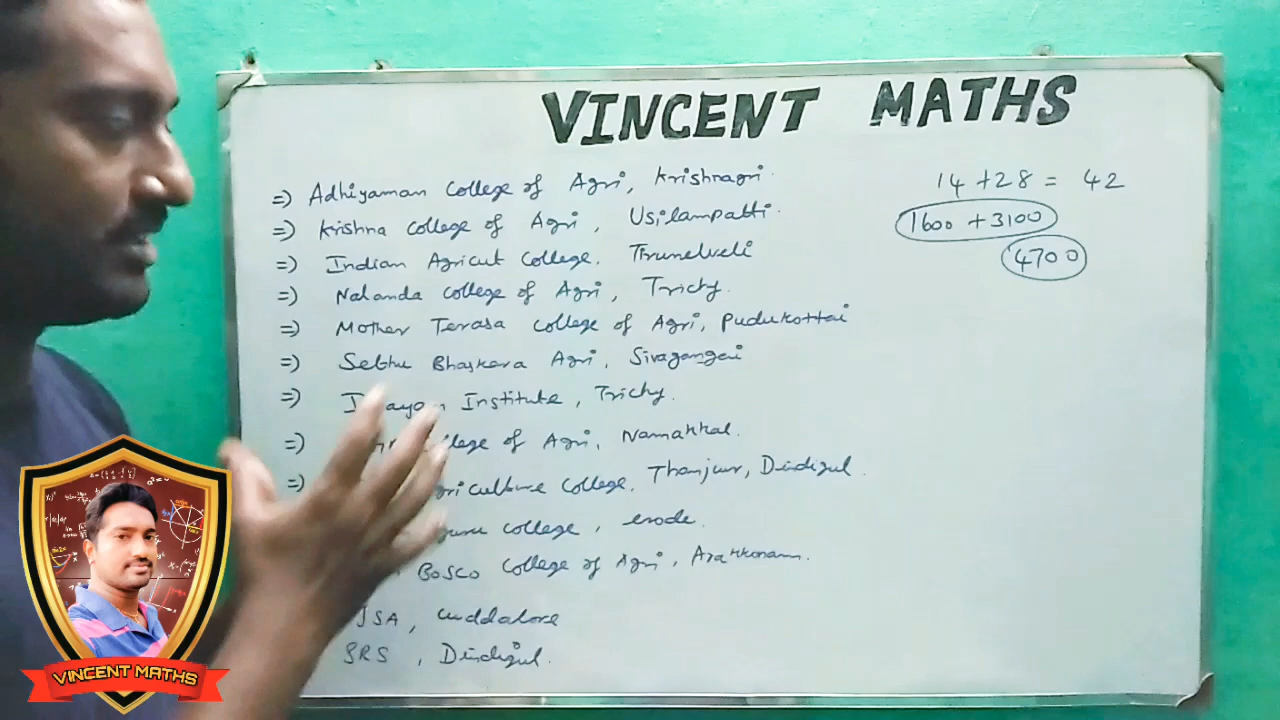 VINCENT MATHS
=) Adhiyaman College of Agri, Krishnagri.
=) Krishna College of Agri, Usilampatti.
=) Indian Agricut College. Thrunelveli
=) Nalanda College of Agri, Trichy.
=) Mother Terasa College of Agri, Pudukottai
=) Sethu Bhaskara Agri, Sivagangai
=) Institute, Trichy.
=) College of Agri, Namakkal.
=) Agriculture College. Thanjuur, Dindigul.
College, erode.
Bosco College of Agri, Arakkonam.
JSA, Cuddalore
SRS, Dindigul.
14 + 28 = 42
1600 + 3100
4700
VINCENT MATHS